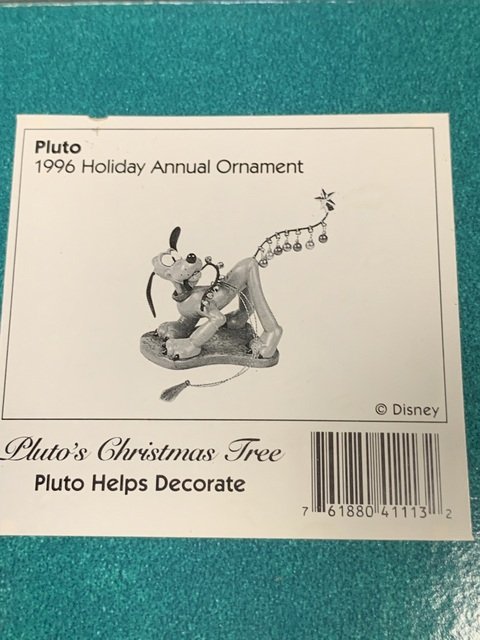 Pluto
1996 Holiday Annual Ornament
© Disney
Pluto's Christmas Tree
Pluto Helps Decorate
7 61880 41113 2